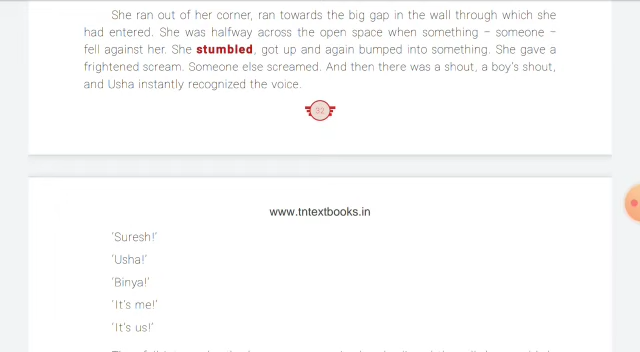 She ran out of her corner, ran towards the big gap in the wall through which she
had entered. She was halfway across the open space when something – someone –
fell against her. She stumbled, got up and again bumped into something. She gave a
frightened scream. Someone else screamed. And then there was a shout, a boy's shout,
and Usha instantly recognized the voice.
82
www.tntextbooks.in
'Suresh!'
'Usha!'
'Binya!'
'It's me!'
'It's us!'